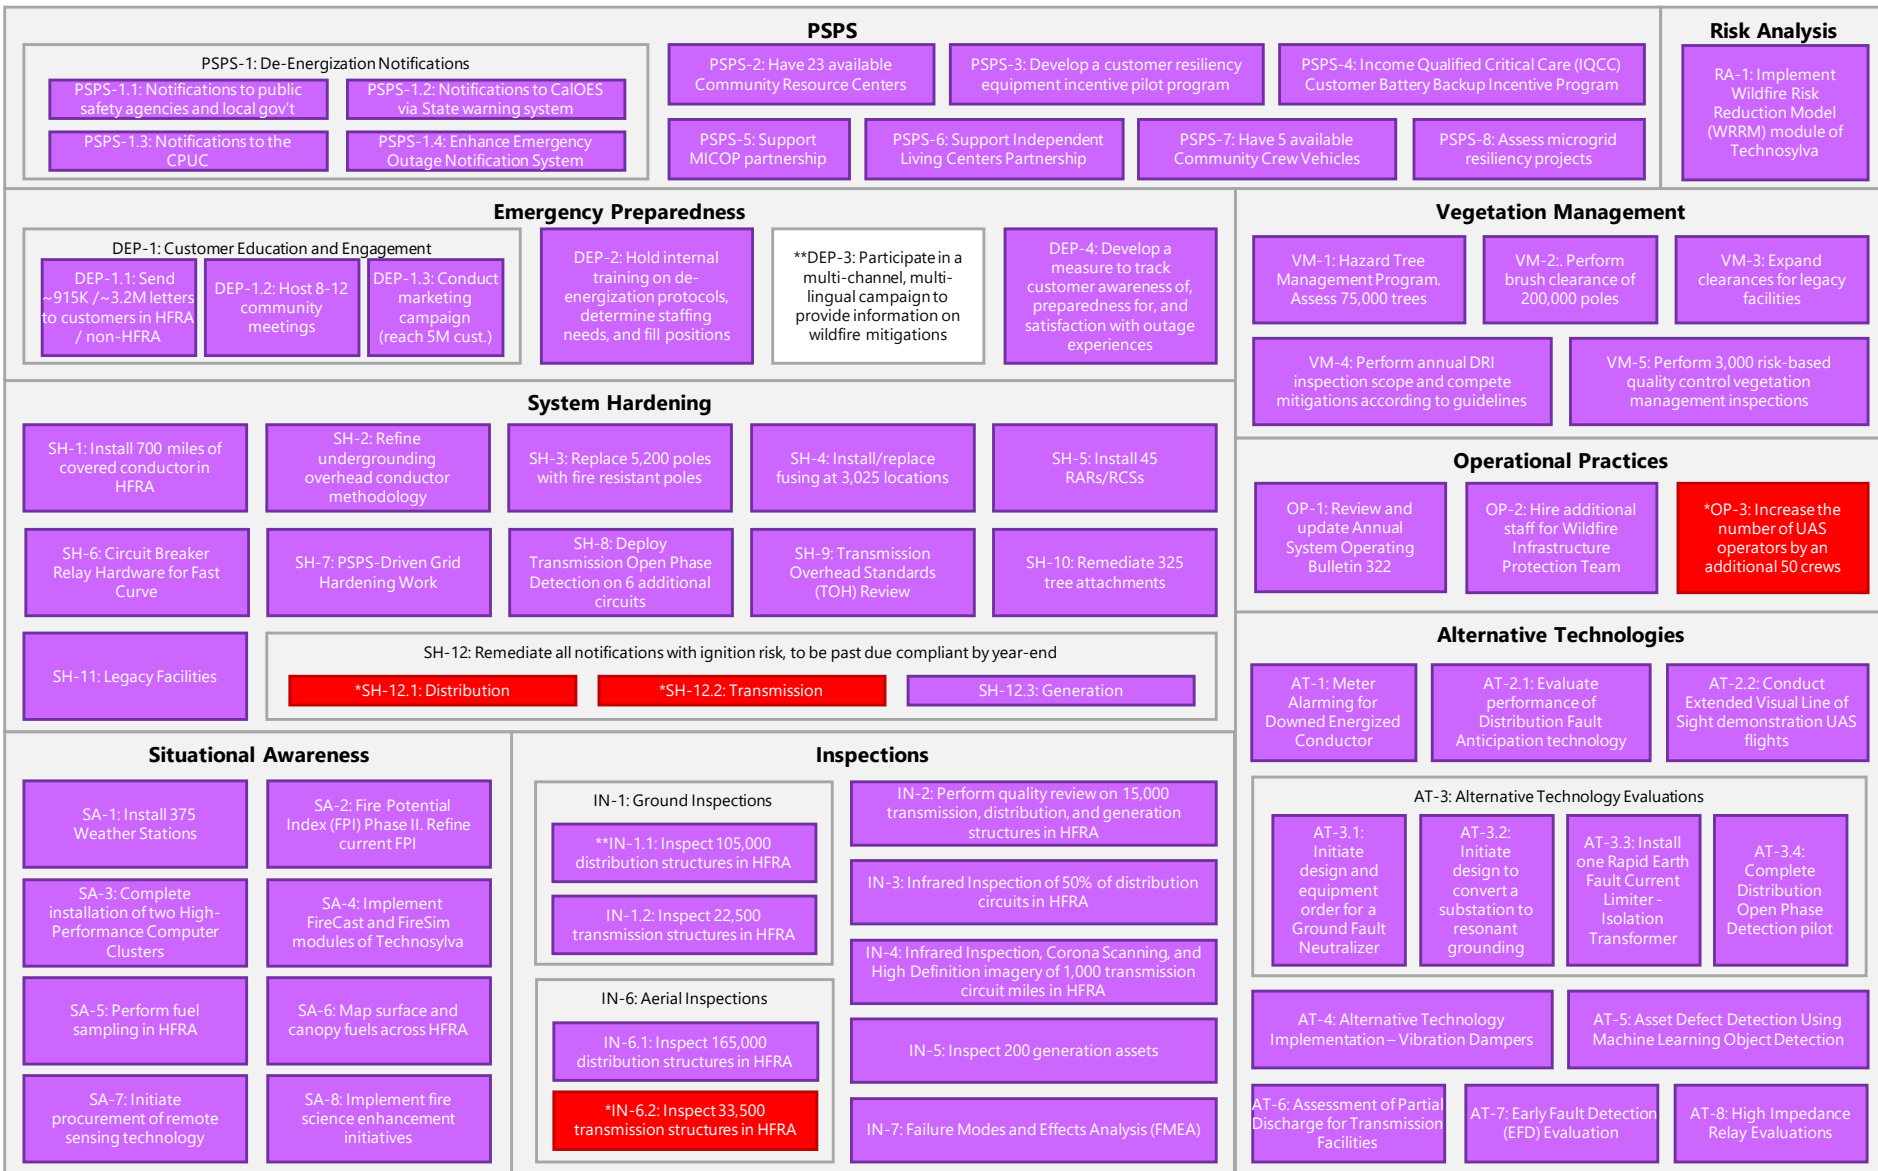 PSPS
PSPS-1: De-Energization Notifications
PSPS-1.1: Notifications to public
safety agencies and local gov't
PSPS-1.2: Notifications to CalOES
via State warning system
PSPS-1.3: Notifications to the
CPUC
PSPS-1.4: Enhance Emergency
Outage Notification System
PSPS-2: Have 23 available
Community Resource Centers
PSPS-3: Develop a customer resiliency
equipment incentive pilot program
PSPS-4: Income Qualified Critical Care (IQCC)
Customer Battery Backup Incentive Program
PSPS-5: Support
MICOP partnership
PSPS-6: Support Independent
Living Centers Partnership
PSPS-7: Have 5 available
Community Crew Vehicles
PSPS-8: Assess microgrid
resiliency projects
Risk Analysis
RA-1: Implement
Wildfire Risk
Reduction Model
(WRRM) module of
Technosylva
Emergency Preparedness
DEP-1: Customer Education and Engagement
DEP-1.1: Send
~915K /~3.2M letters
to customers in HFRA
/ non-HFRA
DEP-1.2: Host 8-12
community
meetings
DEP-1.3: Conduct
marketing
campaign
(reach 5M cust.)
DEP-2: Hold internal
training on de-
energization protocols,
determine staffing
needs, and fill positions
**DEP-3: Participate in a
multi-channel, multi-
lingual campaign to
provide information on
wildfire mitigations
DEP-4: Develop a
measure to track
customer awareness of,
preparedness for, and
satisfaction with outage
experiences
Vegetation Management
VM-1: Hazard Tree
Management Program.
Assess 75,000 trees
VM-2:. Perform
brush clearance of
200,000 poles
VM-3: Expand
clearances for legacy
facilities
VM-4: Perform annual DRI
inspection scope and compete
mitigations according to guidelines
VM-5: Perform 3,000 risk-based
quality control vegetation
management inspections
System Hardening
SH-1: Install 700 miles of
covered conductor in
HFRA
SH-2: Refine
undergrounding
overhead conductor
methodology
SH-3: Replace 5,200 poles
with fire resistant poles
SH-4: Install/replace
fusing at 3,025 locations
SH-5: Install 45
RARs/RCSs
SH-6: Circuit Breaker
Relay Hardware for Fast
Curve
SH-7: PSPS-Driven Grid
Hardening Work
SH-8: Deploy
Transmission Open Phase
Detection on 6 additional
circuits
SH-9: Transmission
Overhead Standards
(TOH) Review
SH-10: Remediate 325
tree attachments
SH-11: Legacy Facilities
SH-12: Remediate all notifications with ignition risk, to be past due compliant by year-end
*SH-12.1: Distribution
*SH-12.2: Transmission
SH-12.3: Generation
Operational Practices
OP-1: Review and
update Annual
System Operating
Bulletin 322
OP-2: Hire additional
staff for Wildfire
Infrastructure
Protection Team
*OP-3: Increase the
number of UAS
operators by an
additional 50 crews
Alternative Technologies
AT-1: Meter
Alarming for
Downed Energized
Conductor
AT-2.1: Evaluate
performance of
Distribution Fault
Anticipation technology
AT-2.2: Conduct
Extended Visual Line of
Sight demonstration UAS
flights
AT-3: Alternative Technology Evaluations
AT-3.1:
Initiate
design and
equipment
order for a
Ground Fault
Neutralizer
AT-3.2:
Initiate
design to
convert a
substation to
resonant
grounding
AT-3.3: Install
one Rapid Earth
Fault Current
Limiter -
Isolation
Transformer
AT-3.4:
Complete
Distribution
Open Phase
Detection pilot
AT-4: Alternative Technology
Implementation – Vibration Dampers
AT-5: Asset Defect Detection Using
Machine Learning Object Detection
AT-6: Assessment of Partial
Discharge for Transmission
Facilities
AT-7: Early Fault Detection
(EFD) Evaluation
AT-8: High Impedance
Relay Evaluations
Situational Awareness
SA-1: Install 375
Weather Stations
SA-2: Fire Potential
Index (FPI) Phase II. Refine
current FPI
SA-3: Complete
installation of two High-
Performance Computer
Clusters
SA-4: Implement
FireCast and FireSim
modules of Technosylva
SA-5: Perform fuel
sampling in HFRA
SA-6: Map surface and
canopy fuels across HFRA
SA-7: Initiate
procurement of remote
sensing technology
SA-8: Implement fire
science enhancement
initiatives
Inspections
IN-1: Ground Inspections
**IN-1.1: Inspect 105,000
distribution structures in HFRA
IN-1.2: Inspect 22,500
transmission structures in HFRA
IN-6: Aerial Inspections
IN-6.1: Inspect 165,000
distribution structures in HFRA
*IN-6.2: Inspect 33,500
transmission structures in HFRA
IN-2: Perform quality review on 15,000
transmission, distribution, and generation
structures in HFRA
IN-3: Infrared Inspection of 50% of distribution
circuits in HFRA
IN-4: Infrared Inspection, Corona Scanning, and
High Definition imagery of 1,000 transmission
circuit miles in HFRA
IN-5: Inspect 200 generation assets
IN-7: Failure Modes and Effects Analysis (FMEA)